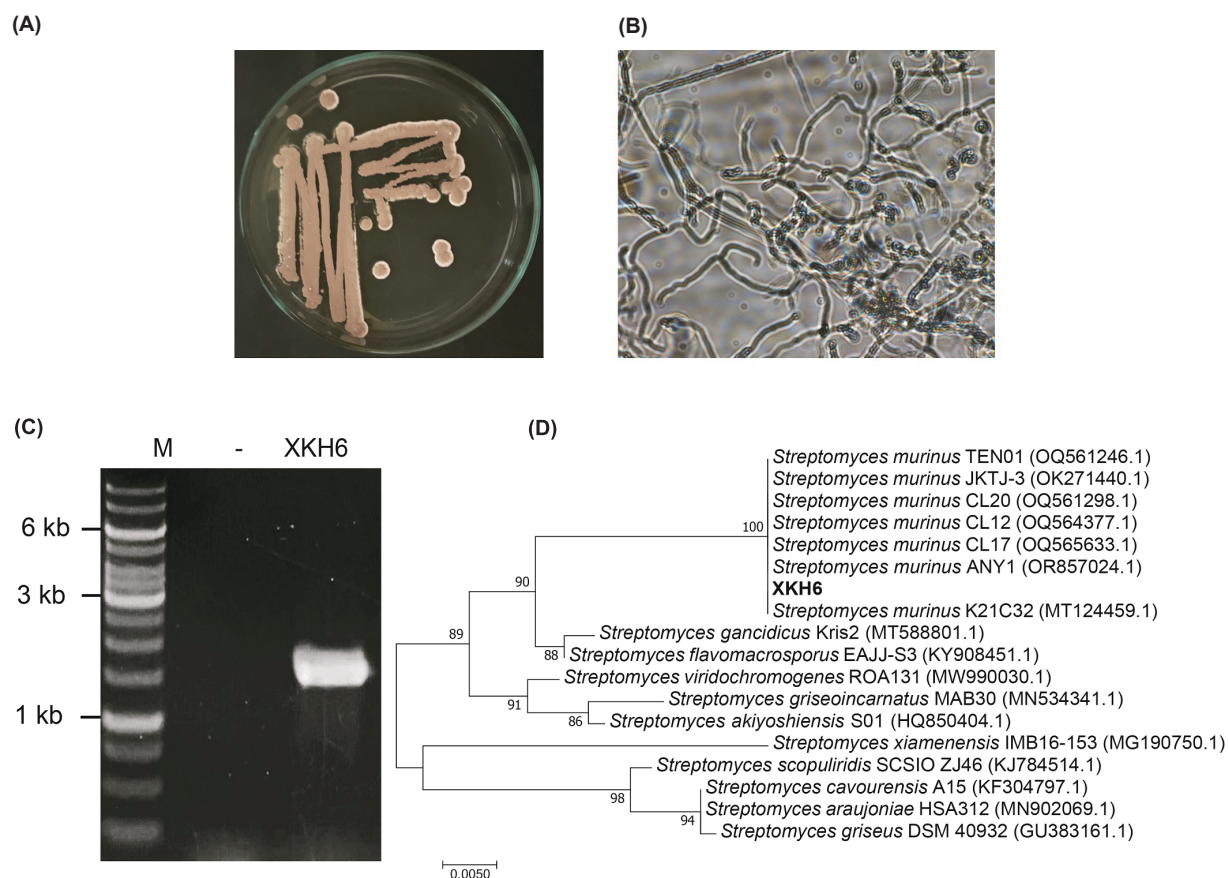 (A)
(B)
(C)
(D)
M - XKH6
6 kb
3 kb
1 kb
Streptomyces murinus TEN01 (OQ561246.1)
Streptomyces murinus JKTJ-3 (OK271440.1)
Streptomyces murinus CL20 (OQ561298.1)
Streptomyces murinus CL12 (OQ564377.1)
100
Streptomyces murinus CL17 (OQ565633.1)
Streptomyces murinus ANY1 (OR857024.1)
90
XKH6
Streptomyces murinus K21C32 (MT124459.1)
89
Streptomyces gancidicus Kris2 (MT588801.1)
88
Streptomyces flavomacrosporus EAJJ-S3 (KY908451.1)
Streptomyces viridochromogenes ROA131 (MW990030.1)
91
Streptomyces griseoincarnatus MAB30 (MN534341.1)
86
Streptomyces akiyoshiensis S01 (HQ850404.1)
Streptomyces xiamenensis IMB16-153 (MG190750.1)
Streptomyces scopuliridis SCSIO ZJ46 (KJ784514.1)
98
Streptomyces cavourensis A15 (KF304797.1)
Streptomyces araujoniae HSA312 (MN902069.1)
94
Streptomyces griseus DSM 40932 (GU383161.1)
0.0050